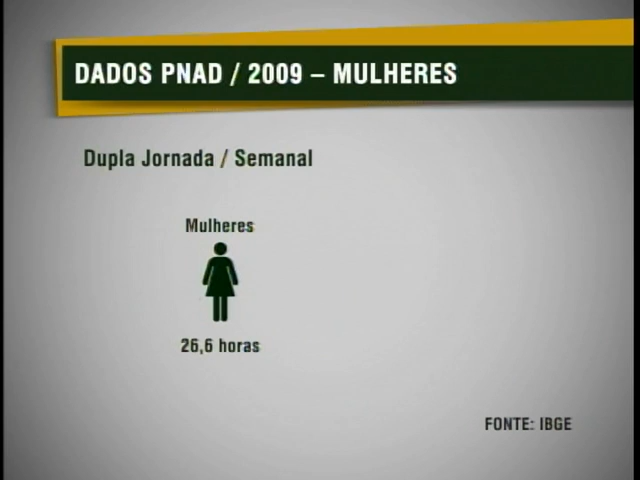 DADOS PNAD / 2009 – MULHERES
Dupla Jornada / Semanal
Mulheres
26,6 horas
FONTE: IBGE